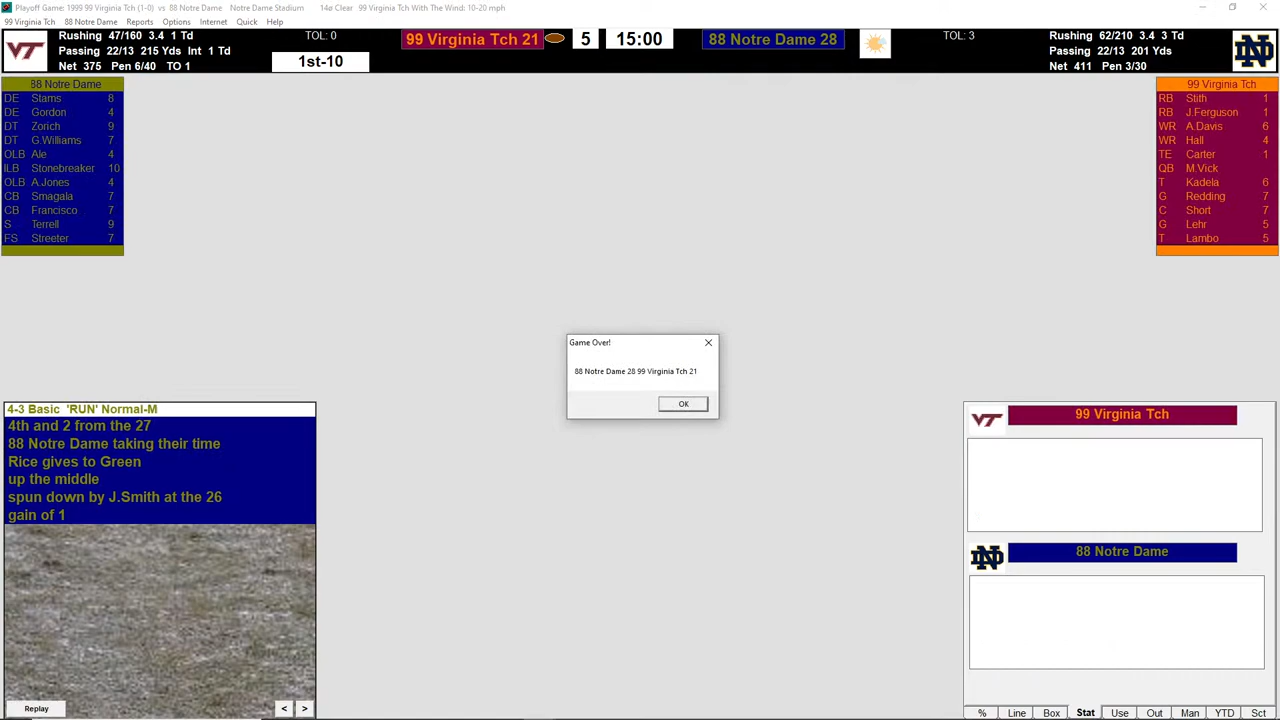 Playoff Game: 1999 99 Virginia Tch (1-0) vs 88 Notre Dame Notre Dame Stadium 14ø Clear 99 Virginia Tch With The Wind: 10-20 mph
99 Virginia Tch 88 Notre Dame Reports Options Internet Quick Help
VT
Rushing 47/160 3.4 1 Td
Passing 22/13 215 Yds Int 1 Td
Net 375 Pen 6/40 TO 1
TOL: 0
1st-10
99 Virginia Tch 21
5
15:00
88 Notre Dame 28
TOL: 3
Rushing 62/210 3.4 3 Td
Passing 22/13 201 Yds
Net 411 Pen 3/30
ND
88 Notre Dame
DE Stams 8
DE Gordon 4
DT Zorich 9
DT G.Williams 7
OLB Ale 4
ILB Stonebreaker 10
OLB A.Jones 4
CB Smagala 7
CB Francisco 7
S Terrell 9
FS Streeter 7
99 Virginia Tch
RB Stith 1
RB J.Ferguson 1
WR A.Davis 6
WR Hall 4
TE Carter 1
QB M.Vick
T Kadela 6
G Redding 7
C Short 7
G Lehr 5
T Lambo 5
Game Over!
88 Notre Dame 28 99 Virginia Tch 21
OK
4-3 Basic 'RUN' Normal-M
4th and 2 from the 27
88 Notre Dame taking their time
Rice gives to Green
up the middle
spun down by J.Smith at the 26
gain of 1
Replay < >
VT 99 Virginia Tch
ND 88 Notre Dame
% Line Box Stat Use Out Man YTD Sct